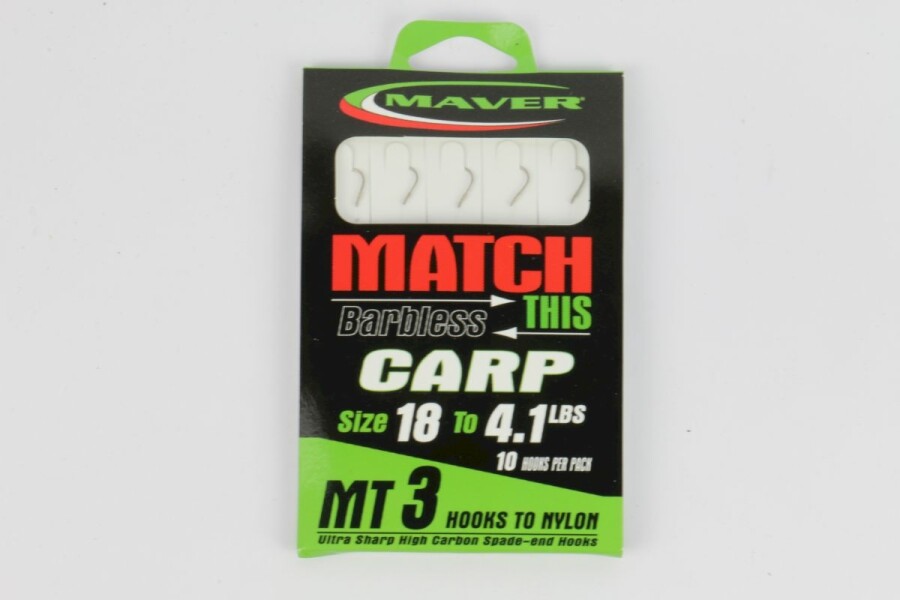 MAVER®
MATCH
THIS
Barbless
CARP
Size 18 To 4.1 LBS
10 HOOKS PER PACK
MT 3 HOOKS TO NYLON
Ultra Sharp High Carbon Spade-end Hooks